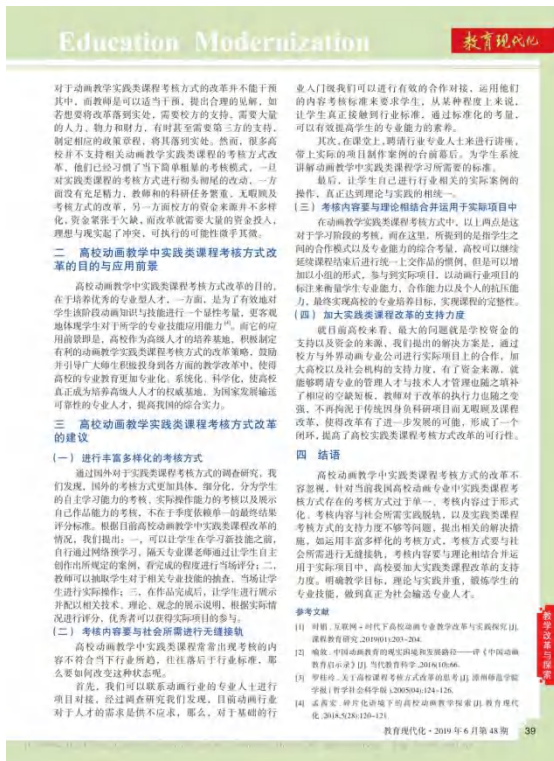 Education Modernization
教育现代化
对于动画教学实践类课程考核方式的改革并不能干预
其中，而教师是可以适当干预，提出合理的见解，如
若想要将改革落到实处，需要校方的支持，需要大量
的人力，物力和财力，有时甚至需要第三方的支持，
制定相应的政策章程，将其落到实处。然而，很多高
校并不支持相关动画教学实践类课程的考核方式改
革，他们已经习惯了当下简单粗暴的考核模式，一旦
对实践类课程的考核方式进行彻头彻尾的改动，一方
面没有充足精力，教师和的科研任务繁重，无暇顾及
考核方式的改革，另一方面校方的资金来源并不多样
化，资金紧张于欠缺，而改革就需要大量的资金投入，
理想与现实起了冲突，可执行的可能性微乎其微。
二 高校动画教学中实践类课程考核方式改
革的目的与应用前景
高校动画教学中实践类课程考核方式改革的目的，
在于培养优秀的专业型人才，一方面，是为了有效地对
学生该阶段动画知识与技能进行一个显性考量，更客观
地体现学生对于所学的专业技能应用能力[4]。而它的应
用前景即是，高校作为高级人才的培养基地，积极制定
有利的动画教学实践类课程考核方式的改革策略，鼓励
并引导广大师生积极投身到各方面的教学改革中，使得
高校的专业教育更加专业化、系统化、科学化，使高校
真正成为培养高级人人才的权威基地，为国家发展输送
可靠性的专业人才，提高我国的综合实力。
三 高校动画教学中实践类课程考核方式改革
的建议
（一） 进行丰富多样化的考核方式
通过国外对于实践类课程考核方式的调查研究，我
们发现，国外的考核方式更加具体，细分化，分为学生
的自主学习能力的考核、实际操作能力的考核以及展示
自己作品能力的考核，不在于季度依赖单一的最终结果
评分标准。根据目前高校动画教学中实践类课程改革的
情况，我们提出：一，可以让学生在学习新技能之前，
自行通过网络预学习，隔天专业课老师通过让学生自主
创作出所规定的案例，看完成的程度进行当场评分；二，
教师可以抽取学生对于相关专业技能的抽查，当场让学
生进行实际操作；三，在作品完成后，让学生进行展示
并配以相关技术、理论、观念的展示说明，根据实际情
况进行评分，优秀者可以获得实际项目的参与。
（二） 考核内容要与社会所需进行无缝接轨
高校动画教学中实践类课程常常出现考核的内
容不符合当下行业所趋，往往落后于行业标准，那
么要如何改变这种状态呢。
首先，我们可以联系动画行业的专业人士进行
项目对接，经过调查研究我们发现，目前动画行业
对于人才的需求是供不应求，那么，对于基础的行
业入门级我们可以进行有效的合作对接，运用他们
的内容考核标准来要求学生，从某种程度上来说，
让学生真正接触到行业标准，通过标准化的考量，
可以有效提高学生的专业能力的素养。
其次，在课堂上，聘请行业专业人士来进行讲座，
带上实际的项目制作案例的台前幕后。为学生系统
讲解动画教学中实践类课程学习所需要的标准。
最后，让学生自己进行行业相关的实际案例的
操作，真正达到理论与实践的相统一。
（三） 考核内容要与理论相结合并运用于实际项目中
在动画教学实践类课程考核方式中，以上两点是这
对于学习阶段的考核，而在这里，所提到的是指学生之
间的合作模式以及专业能力的综合考量，高校可以继续
延续课程结束后进行统一上交作品的惯例，但是可以增
加以小组的形式，参与到实际项目，以动画行业项目的
标注来衡量学生专业能力、合作能力以及个人的抗压能
力，最终实现高校的专业培养目标，实现课程的完整性。
（四） 加大实践类课程改革的支持力度
就目前高校来看，最大的问题就是学校资金的
支持以及资金的来源，我们提出的解决方案是，通过
校方与外界动画专业公司进行实际项目上的合作，加
大高校以及社会机构的支持力度，有了资金来源，就
能够聘请专业的管理人才与技术人才管理也随之填补
了相应的空缺短板，教师对于改革的执行力也随之变
强，不再拘泥于传统因身负科研项目而无暇顾及课程
改革，使得改革有了进一步发展的可能，形成了一个
闭环，提高了高校实践类课程考核方式改革的可行性。
四 结语
高校动画教学中实践类课程考核方式的改革不
容忽视，针对当前我国高校动画专业中实践类课程考
核方式存在的考核方式过于单一、考核内容过于形式
化、考核内容与社会所需实践脱轨，以及实践类课程
考核方式的支持力度不够等问题，提出相关的解决措
施，如运用丰富多样化的考核方式，考核方式要与社
会所需进行无缝接轨，考核内容要与理论相结合并运
用于实际项目中，高校要加大实践类课程改革的支持
力度。明确教学目标，理论与实践并重，锻炼学生的
专业技能，做到真正为社会输送专业人才。
参考文献
[1] 互联网+时代下高校动画专业教学改革与实践探究[J].
课程教育研究,2019(01):203-204.
[2] 喻放.中国动画教育的现实困境和发展路径——评《中国动画
教育启示录》[J].当代教育科学,2016(10):66.
[3] 罗桂玲.关于高校课程考核方式改革的思考[J].漳州师范学院
学报(哲学社会科学版),2005(04):124-126.
[4] 孟茜宏.碎片化语境下的高校动画教学探索[J].教育现代
化,2018,5(28):120-121.
教学改革与探索
教育现代化·2019年6月第48期 39